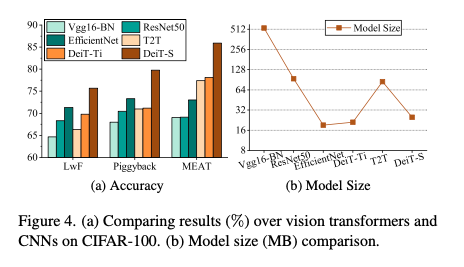 90
85
80
75
70
65
60
Vgg16-BN ResNet50
EfficientNet T2T
DeiT-Ti DeiT-S
LwF Piggyback MEAT
(a) Accuracy
512
256
128
64
32
16
8
Model Size
Vgg16-BN ResNet50 EfficientNet DeiT-Ti T2T DeiT-S
(b) Model Size
Figure 4. (a) Comparing results (%) over vision transformers and
CNNs on CIFAR-100. (b) Model size (MB) comparison.